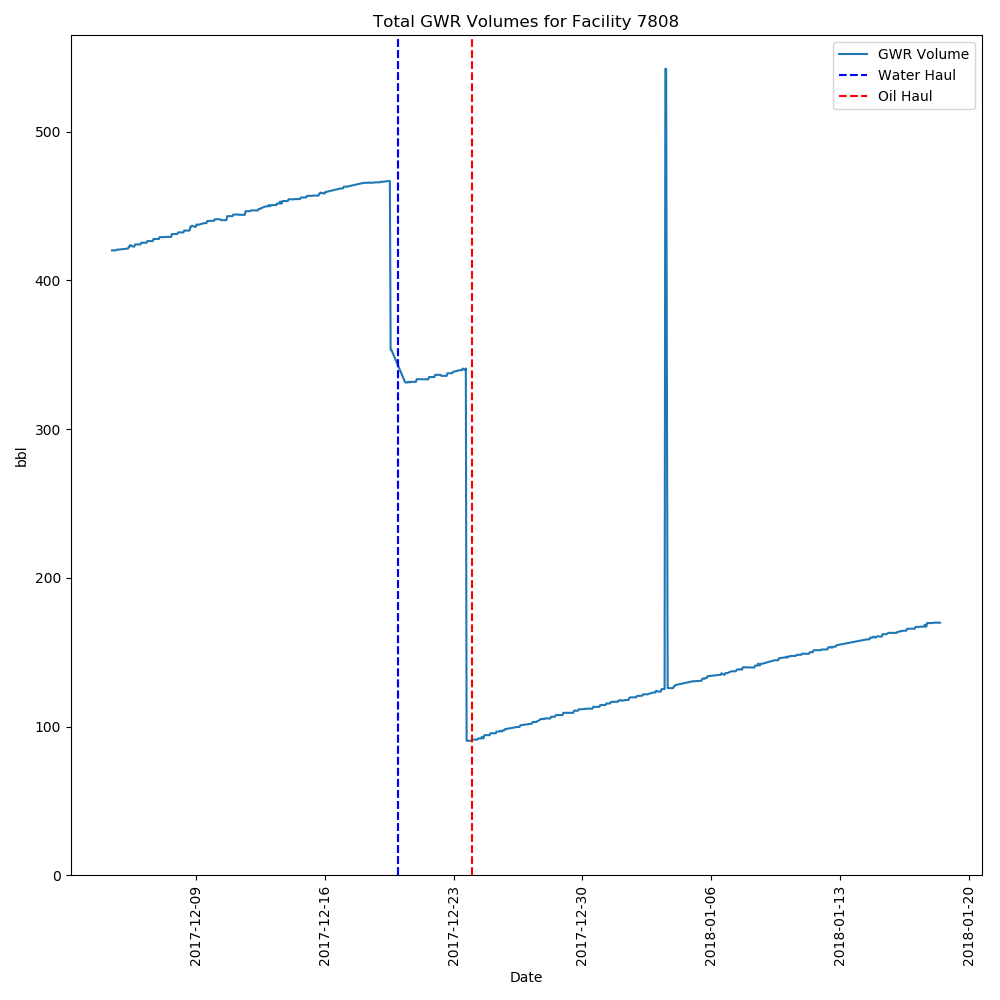 Total GWR Volumes for Facility 7808
GWR Volume
Water Haul
Oil Haul
500
400
300
200
100
0
bbl
2017-12-09
2017-12-16
2017-12-23
2017-12-30
2018-01-06
2018-01-13
2018-01-20
Date